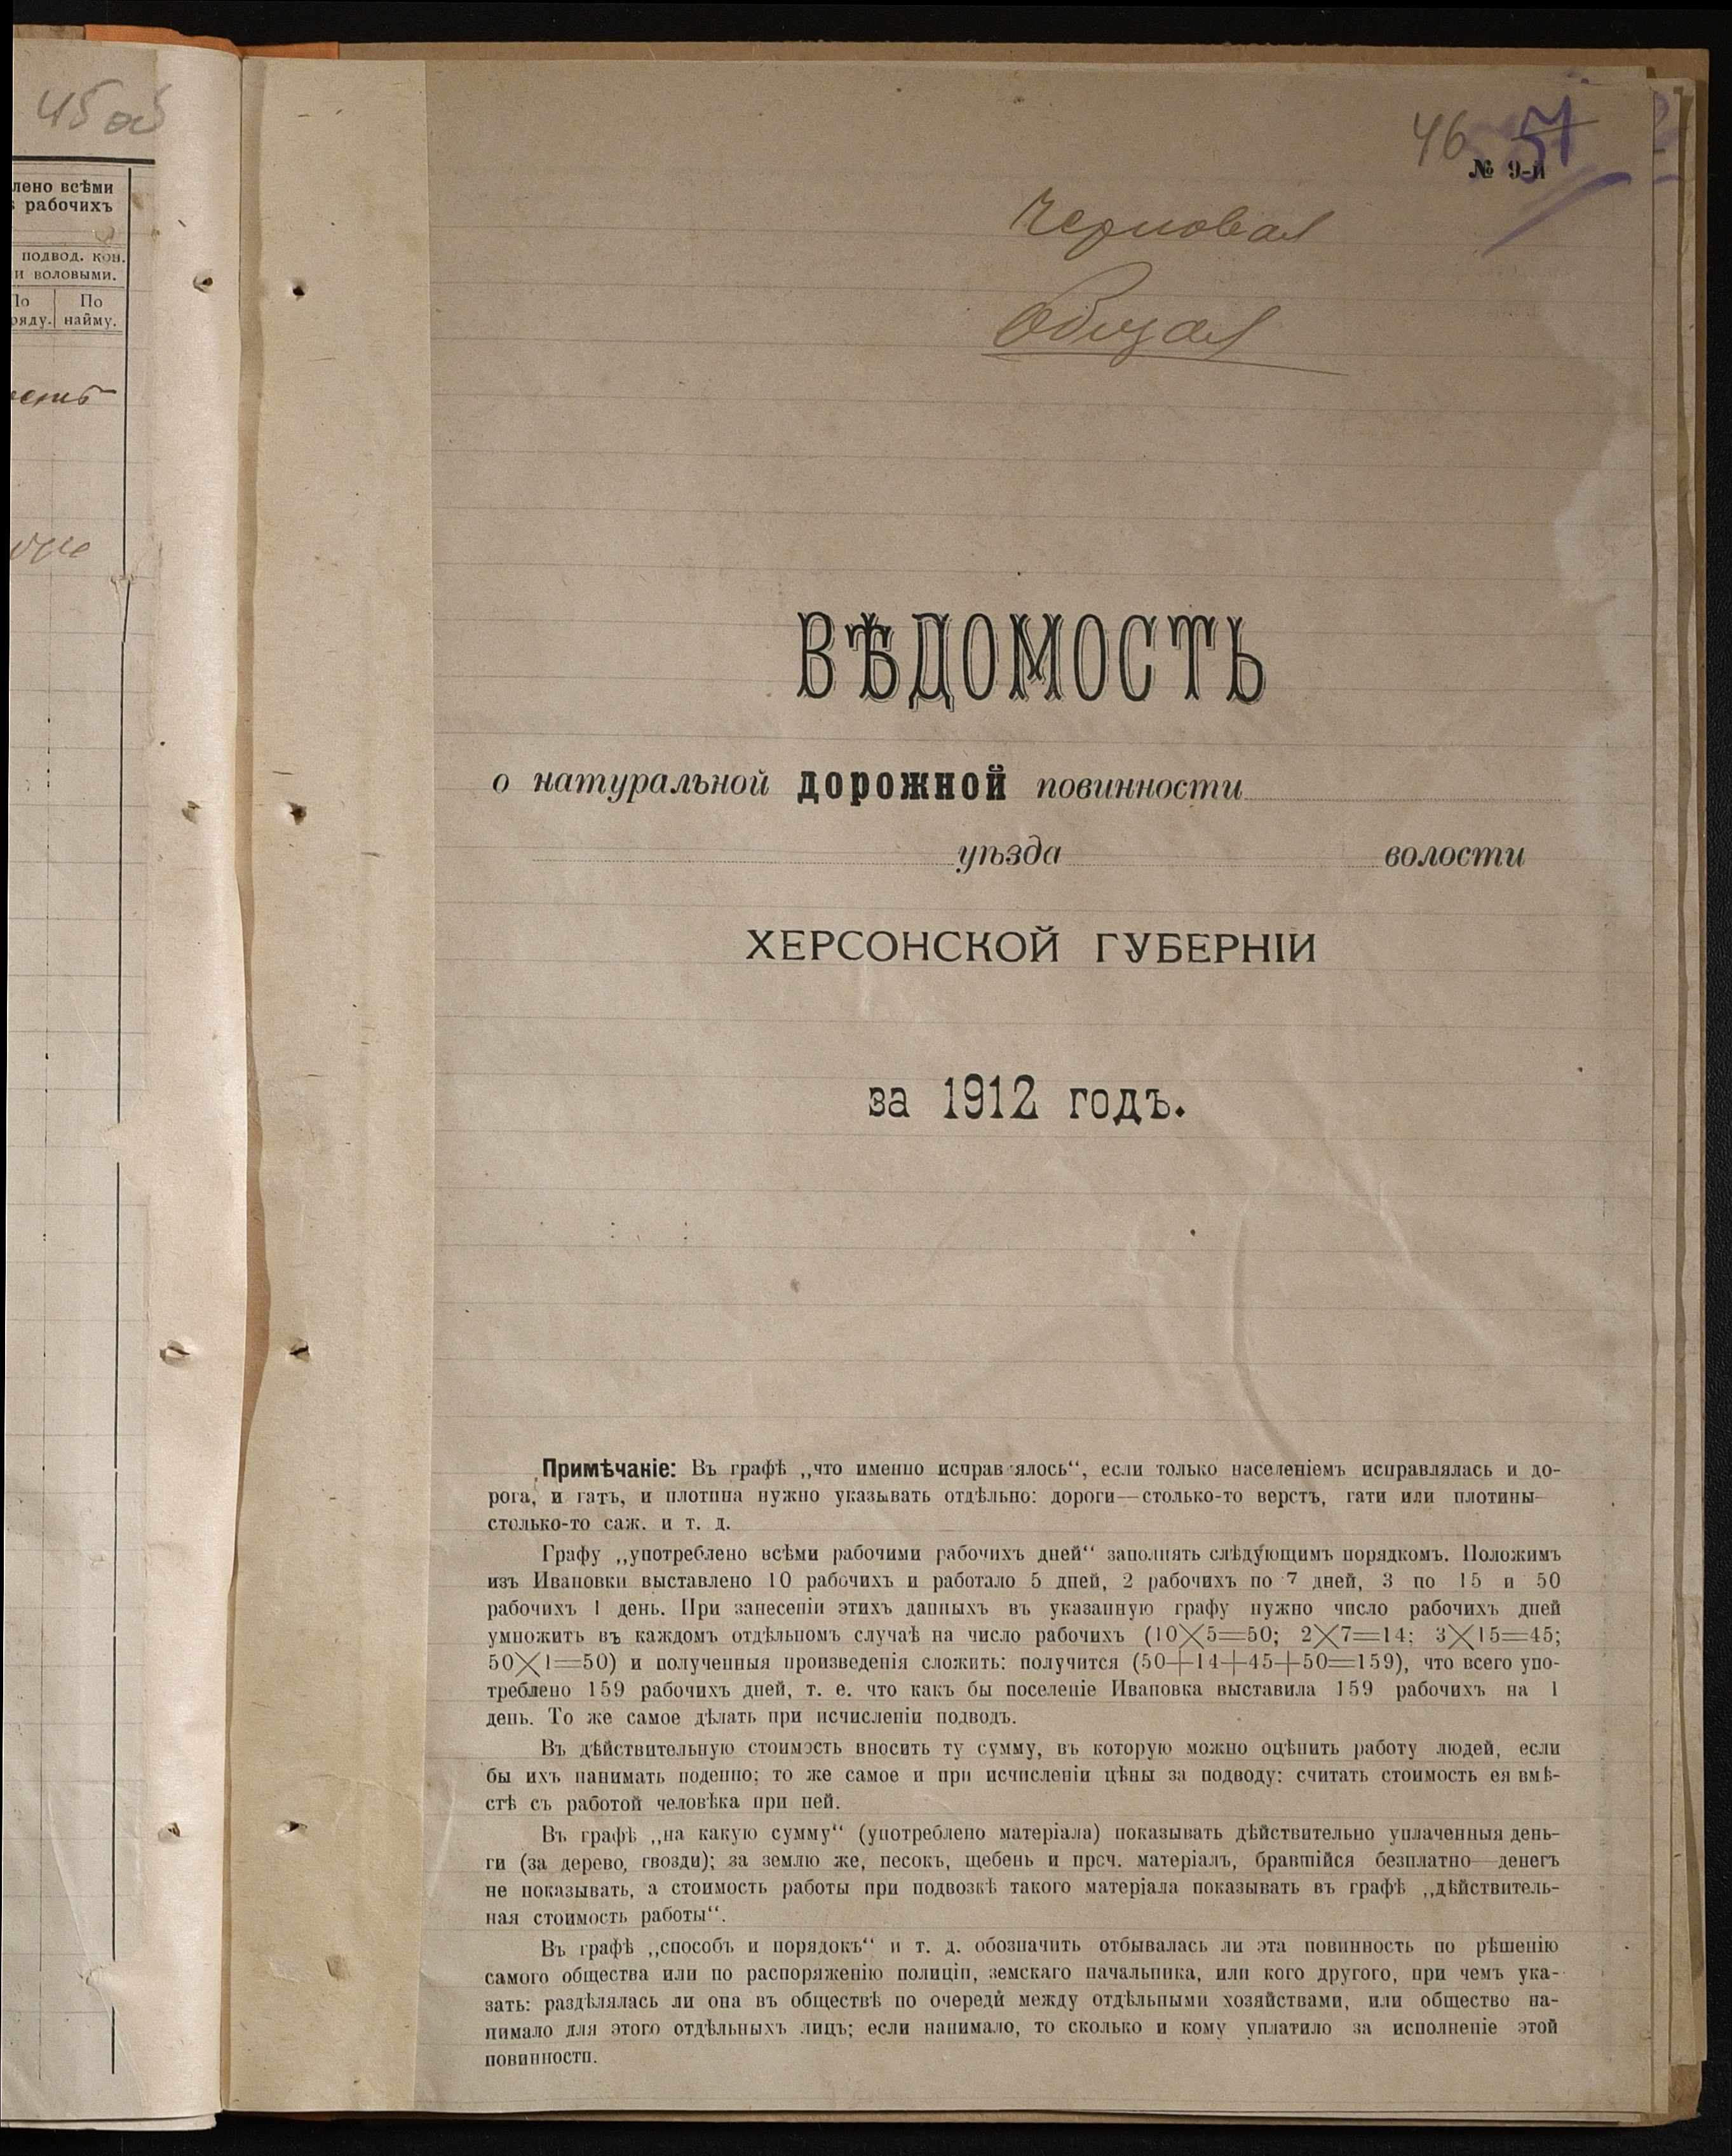 45 об
лено всѣми
рабочихъ
подвод. кон.
и воловыми.
По
ряду.
По
найму.
46 51
№ 9-й
Черновая
Общая
ВѢДОМОСТЬ
о натуральной дорожной повинности
уѣзда волости
ХЕРСОНСКОЙ ГУБЕРНІИ
за 1912 годъ.
Примѣчаніе: Въ графѣ „что именно исправ ялось“, если только населеніемъ исправлялась и до-
рога, и гать, и плотина нужно указывать отдѣльно: дороги—столько-то верстъ, гати или плотины—
столько-то саж. и т. д.
Графу „употреблено всѣми рабочими рабочихъ дней“ заполнять слѣдующимъ порядкомъ. Положимъ
изъ Ивановки выставлено 10 рабочихъ и работало 5 дней, 2 рабочихъ по 7 дней, 3 по 15 и 50
рабочихъ 1 день. При занесеніи этихъ данныхъ въ указанную графу нужно число рабочихъ дней
умножить въ каждомъ отдѣльномъ случаѣ на число рабочихъ (10×5=50; 2×7=14; 3×15=45;
50×1=50) и полученныя произведенія сложить: получится (50+14+45+50=159), что всего упо-
треблено 159 рабочихъ дней, т. е. что какъ бы поселеніе Ивановка выставила 159 рабочихъ на 1
день. То же самое дѣлать при исчисленіи подводъ.
Въ дѣйствительную стоимость вносить ту сумму, въ которую можно оцѣнить работу людей, если
бы ихъ нанимать поденно; то же самое и при исчисленіи цѣны за подводу: считать стоимость ея вмѣ-
стѣ съ работой человѣка при ней.
Въ графѣ „на какую сумму“ (употреблено матеріала) показывать дѣйствительно уплаченныя день-
ги (за дерево, гвозди); за землю же, песокъ, щебень и проч. матеріалъ, бравшійся безплатно—денегъ
не показывать, а стоимость работы при подвозкѣ такого матеріала показывать въ графѣ „дѣйствитель-
ная стоимость работы“.
Въ графѣ „способъ и порядокъ“ и т. д. обозначить отбывалась ли эта повинность по рѣшенію
самого общества или по распоряженію полиціи, земскаго начальника, или кого другого, при чемъ ука-
зать: раздѣлялась ли она въ обществѣ по очереди между отдѣльными хозяйствами, или общество на-
нимало для этого отдѣльныхъ лицъ; если нанимало, то сколько и кому уплатило за исполненіе этой
повинности.